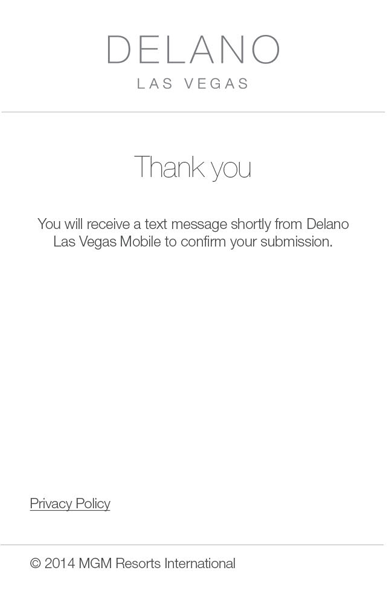 DELANO
LAS VEGAS
Thank you
You will receive a text message shortly from Delano
Las Vegas Mobile to confirm your submission.
Privacy Policy
© 2014 MGM Resorts International